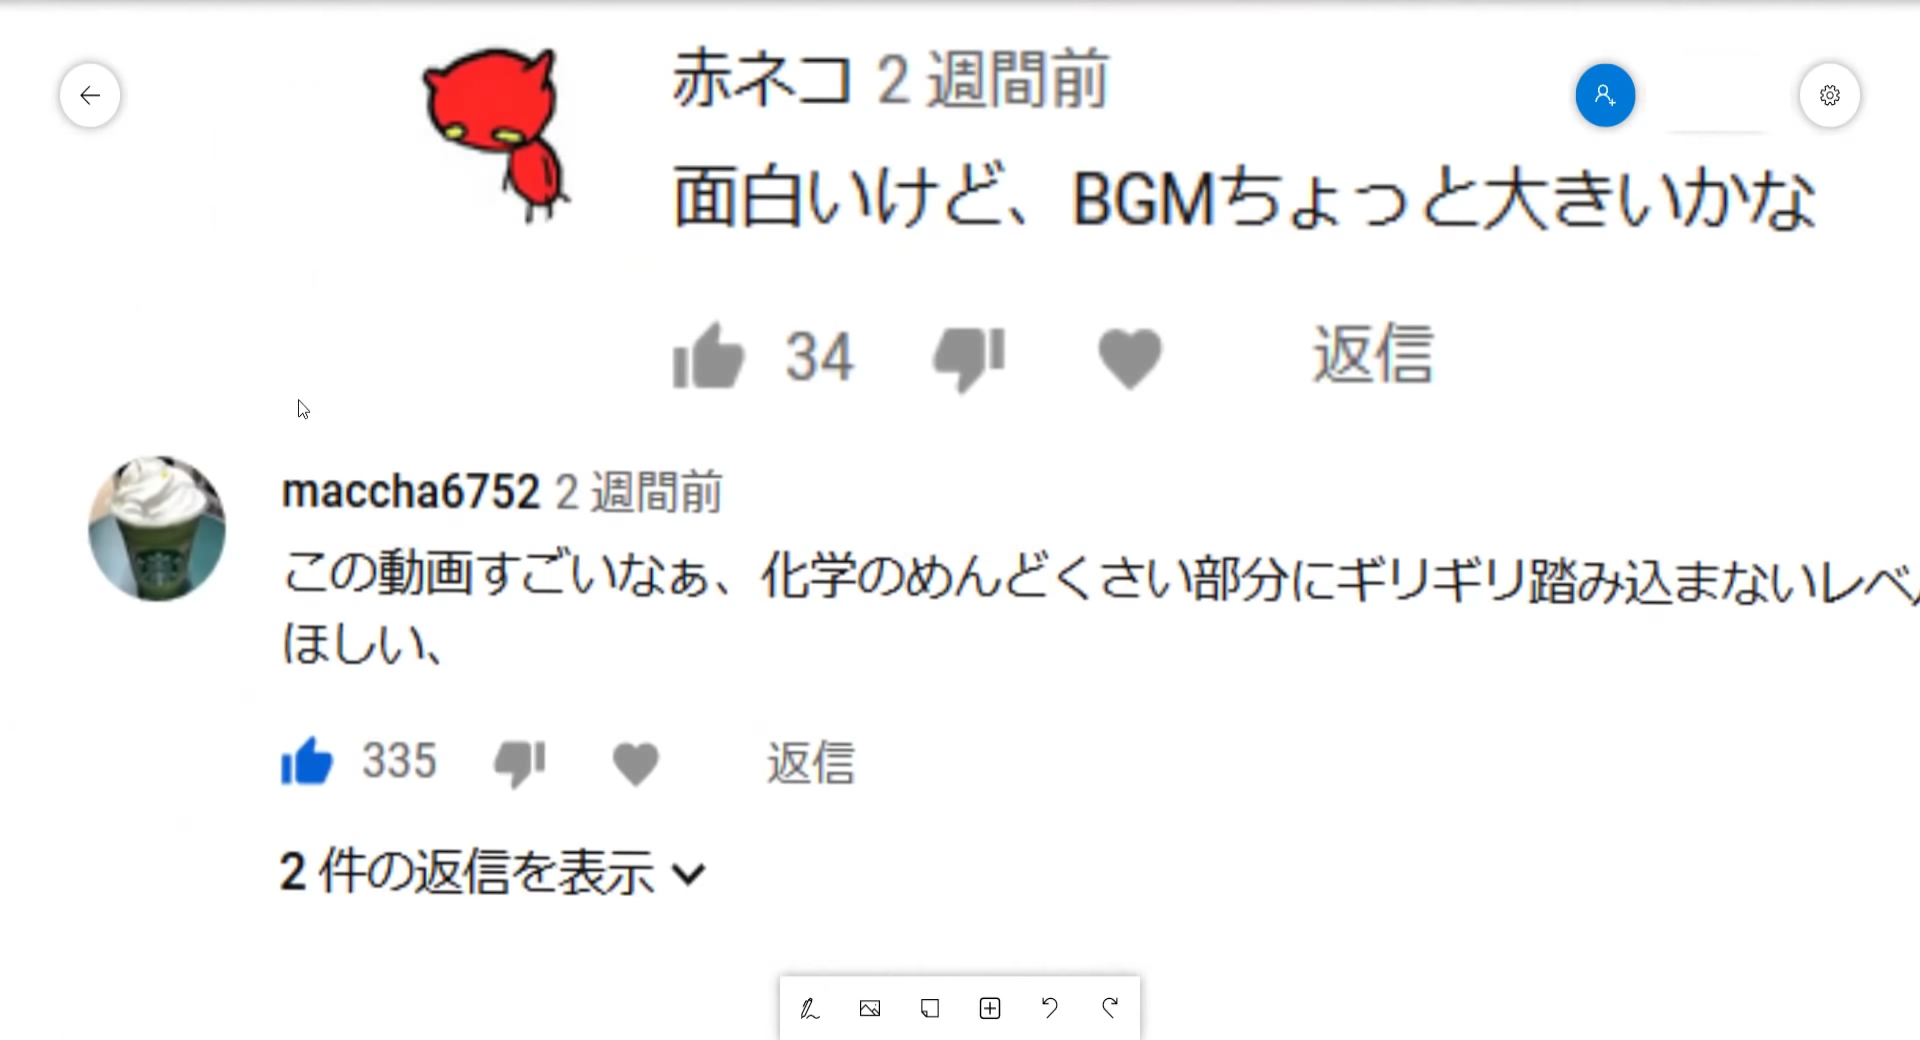 赤ネコ 2 週間前
面白いけど、BGMちょっと大きいかな
34 返信
maccha6752 2 週間前
この動画すごいなぁ、化学のめんどくさい部分にギリギリ踏み込まないレベ
ほしい、
335 返信
2 件の返信を表示